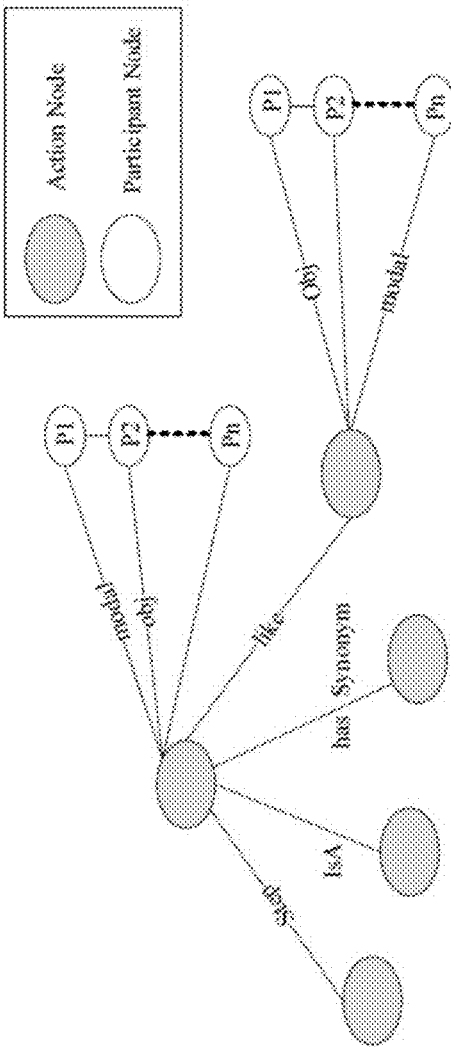 Action Node
Participant Node
P1
P2
Pn
modal
obj
like
has Synonym
IsA
P1
P2
Pn
Obj
modal